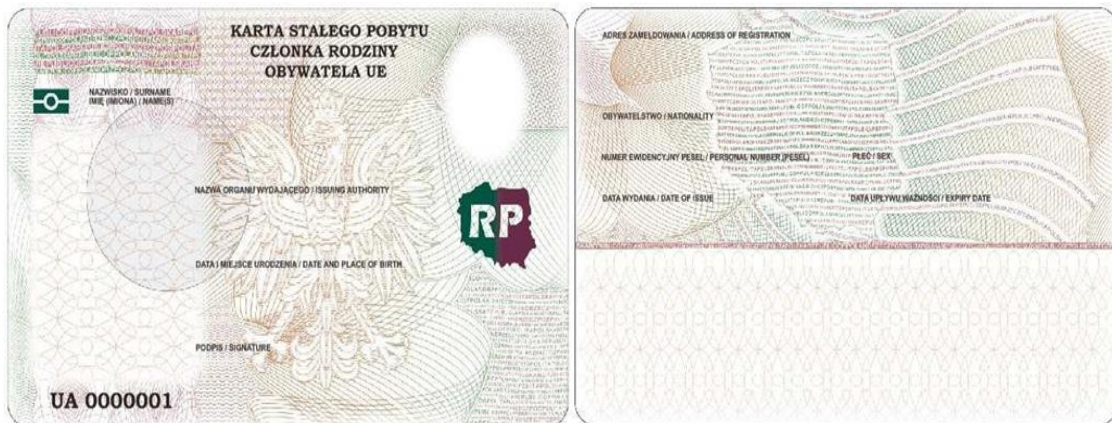 KARTA STAŁEGO POBYTU
CZŁONKA RODZINY
OBYWATELA UE
NAZWISKO / SURNAME
IMIĘ (IMIONA) / NAME(S)
NAZWA ORGANU WYDAJĄCEGO / ISSUING AUTHORITY
RP
DATA I MIEJSCE URODZENIA / DATE AND PLACE OF BIRTH
PODPIS / SIGNATURE
UA 0000001
ADRES ZAMELDOWANIA / ADDRESS OF REGISTRATION
OBYWATELSTWO / NATIONALITY
NUMER EWIDENCYJNY PESEL / PERSONAL NUMBER (PESEL) PŁEĆ / SEX
DATA WYDANIA / DATE OF ISSUE DATA UPŁYWU WAŻNOŚCI / EXPIRY DATE